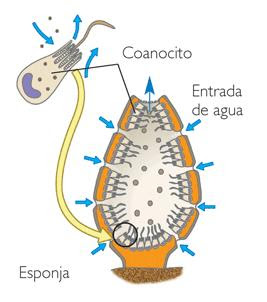 Coanocito
Entrada
de agua
Esponja